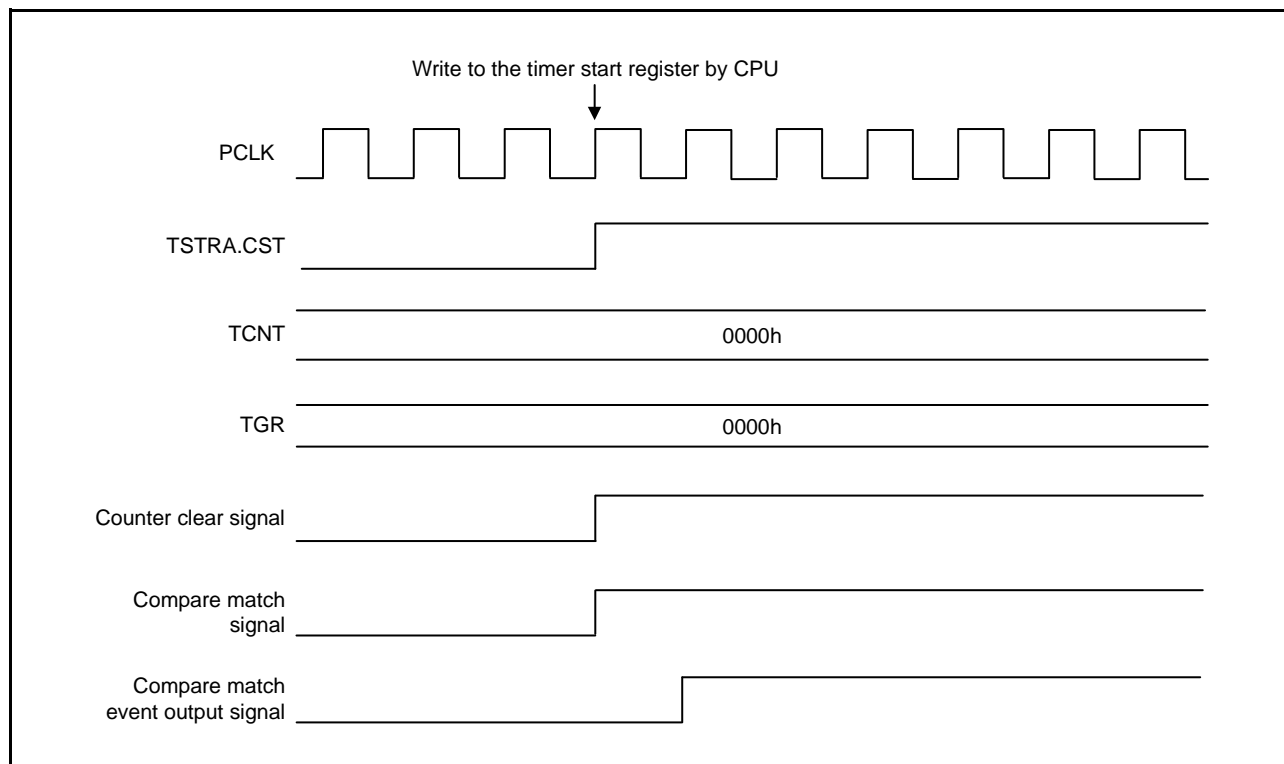 Write to the timer start register by CPU
PCLK
TSTRA.CST
TCNT
0000h
TGR
0000h
Counter clear signal
Compare match
signal
Compare match
event output signal